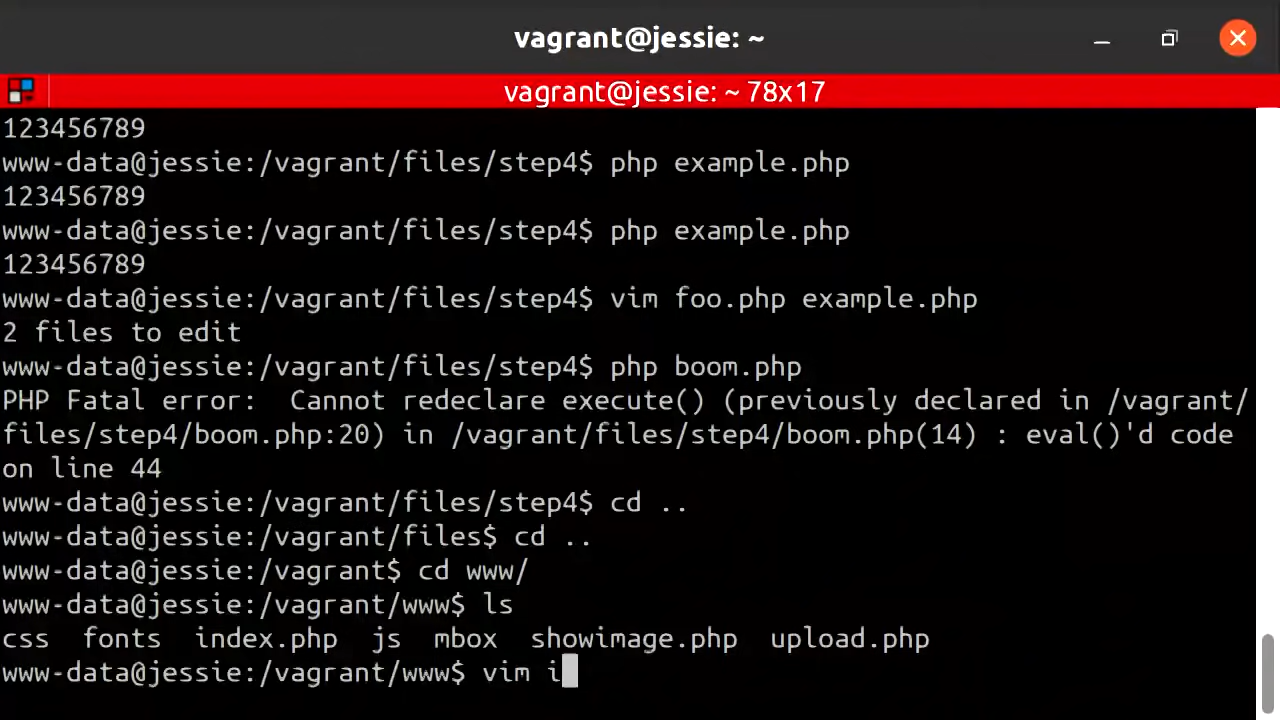 vagrant@jessie: ~
vagrant@jessie: ~ 78x17
123456789
www-data@jessie:/vagrant/files/step4$ php example.php
123456789
www-data@jessie:/vagrant/files/step4$ php example.php
123456789
www-data@jessie:/vagrant/files/step4$ vim foo.php example.php
2 files to edit
www-data@jessie:/vagrant/files/step4$ php boom.php
PHP Fatal error:  Cannot redeclare execute() (previously declared in /vagrant/
files/step4/boom.php:20) in /vagrant/files/step4/boom.php(14) : eval()'d code
on line 44
www-data@jessie:/vagrant/files/step4$ cd ..
www-data@jessie:/vagrant/files$ cd ..
www-data@jessie:/vagrant$ cd www/
www-data@jessie:/vagrant/www$ ls
css  fonts  index.php  js  mbox  showimage.php  upload.php
www-data@jessie:/vagrant/www$ vim i